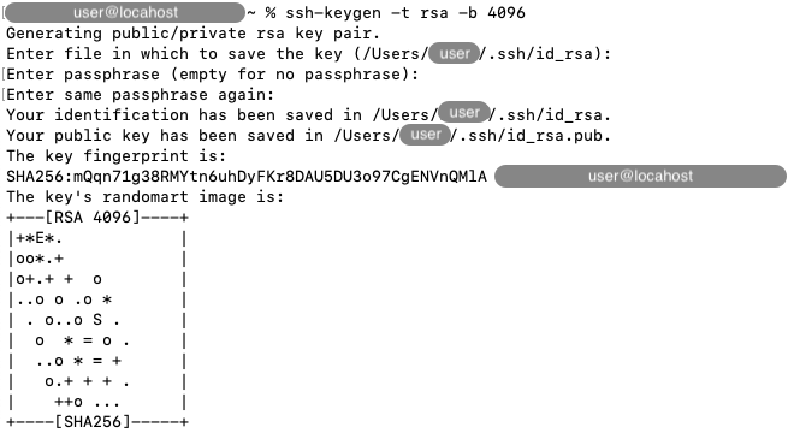 [ user@locahost ~ % ssh-keygen -t rsa -b 4096
Generating public/private rsa key pair.
Enter file in which to save the key (/Users/ user /.ssh/id_rsa):
[Enter passphrase (empty for no passphrase):
[Enter same passphrase again:
Your identification has been saved in /Users/ user /.ssh/id_rsa.
Your public key has been saved in /Users/ user /.ssh/id_rsa.pub.
The key fingerprint is:
SHA256:mQqn71g38RMYtn6uhDyFKr8DAU5DU3o97CgENVnQMlA user@locahost
The key's randomart image is:
+---[RSA 4096]----+
|+*E*.            |
|oo*.+            |
|o+.+ +  o        |
|..o o .o *       |
| . o..o S .      |
|  o  * = o .     |
|  ..o * = +      |
|   o.+ + + .     |
|    ++o ...      |
+----[SHA256]-----+